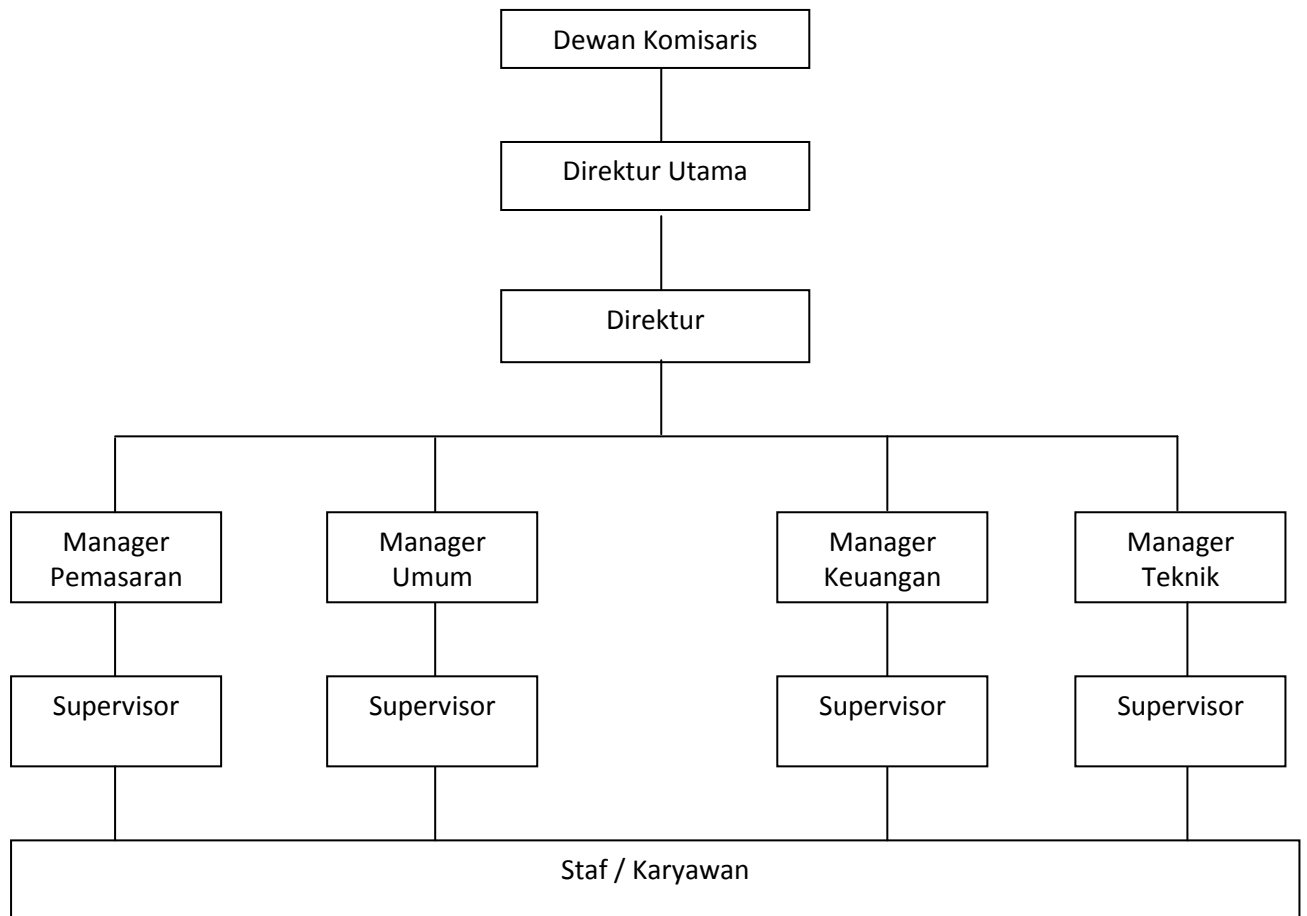 Dewan Komisaris
Direktur Utama
Direktur
Manager
Pemasaran
Manager
Umum
Manager
Keuangan
Manager
Teknik
Supervisor
Supervisor
Supervisor
Supervisor
Staf / Karyawan